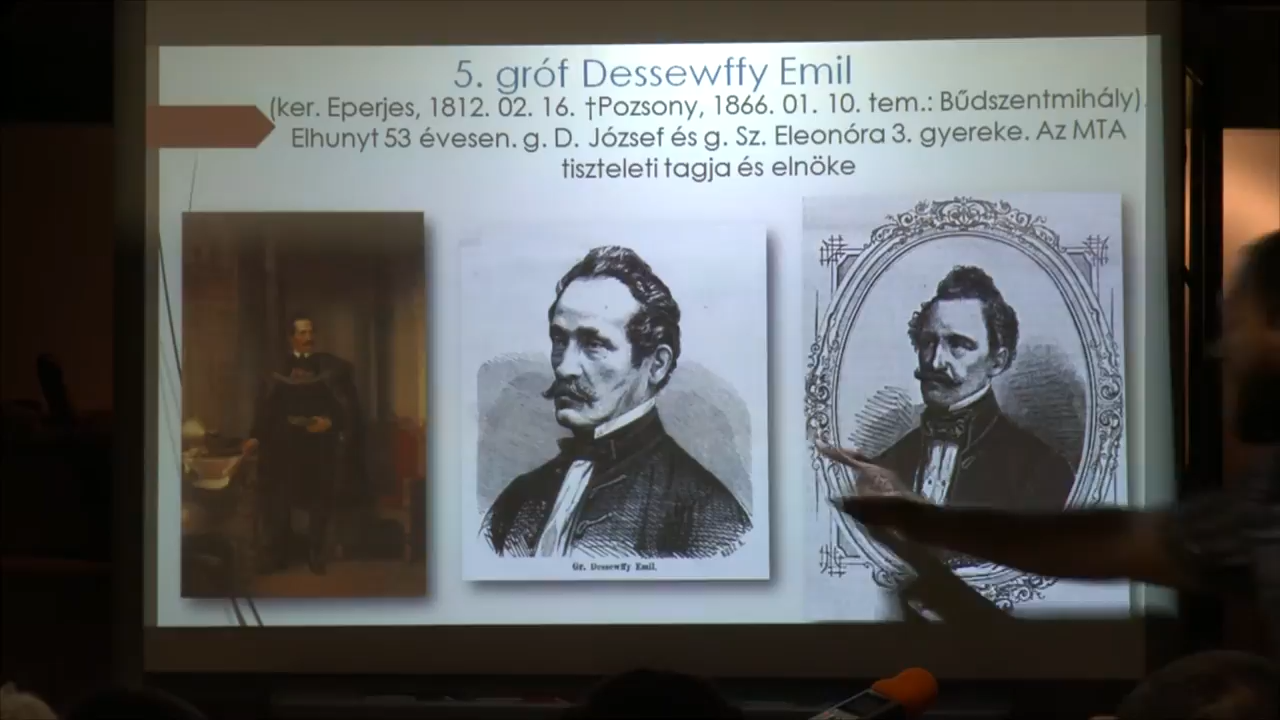 5. gróf Dessewffy Emil
(ker. Eperjes, 1812. 02. 16. †Pozsony, 1866. 01. 10. tem.: Bűdszentmihály).
Elhunyt 53 évesen. g. D. József és g. Sz. Eleonóra 3. gyereke. Az MTA
tiszteleti tagja és elnöke
Gr. Dessewffy Emil.